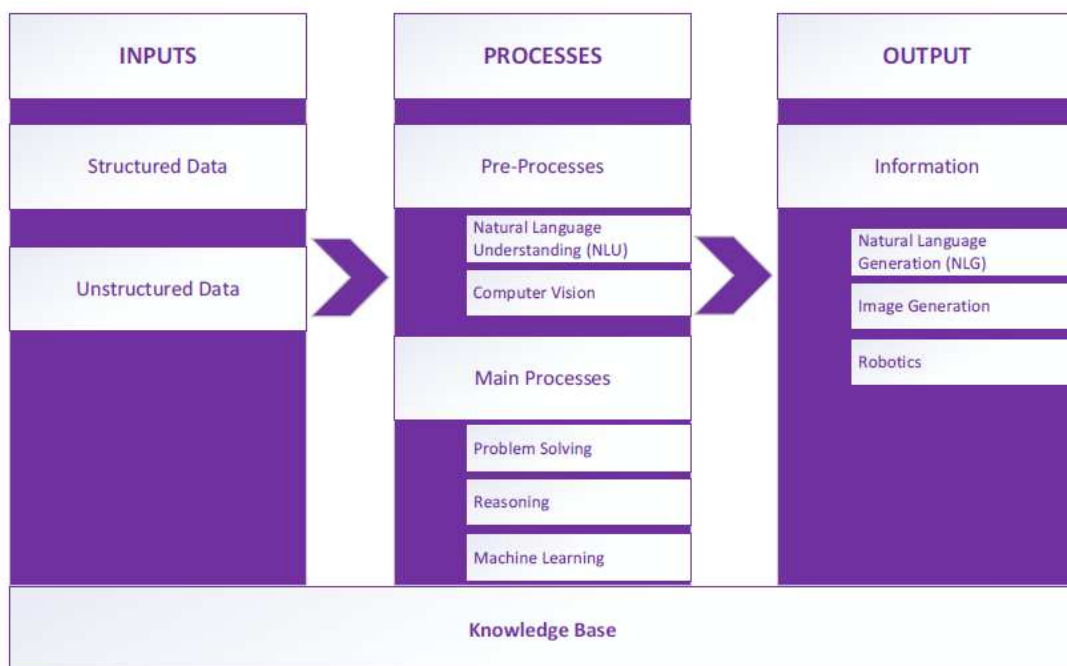 INPUTS
Structured Data
Unstructured Data
PROCESSES
Pre-Processes
Natural Language
Understanding (NLU)
Computer Vision
Main Processes
Problem Solving
Reasoning
Machine Learning
OUTPUT
Information
Natural Language
Generation (NLG)
Image Generation
Robotics
Knowledge Base